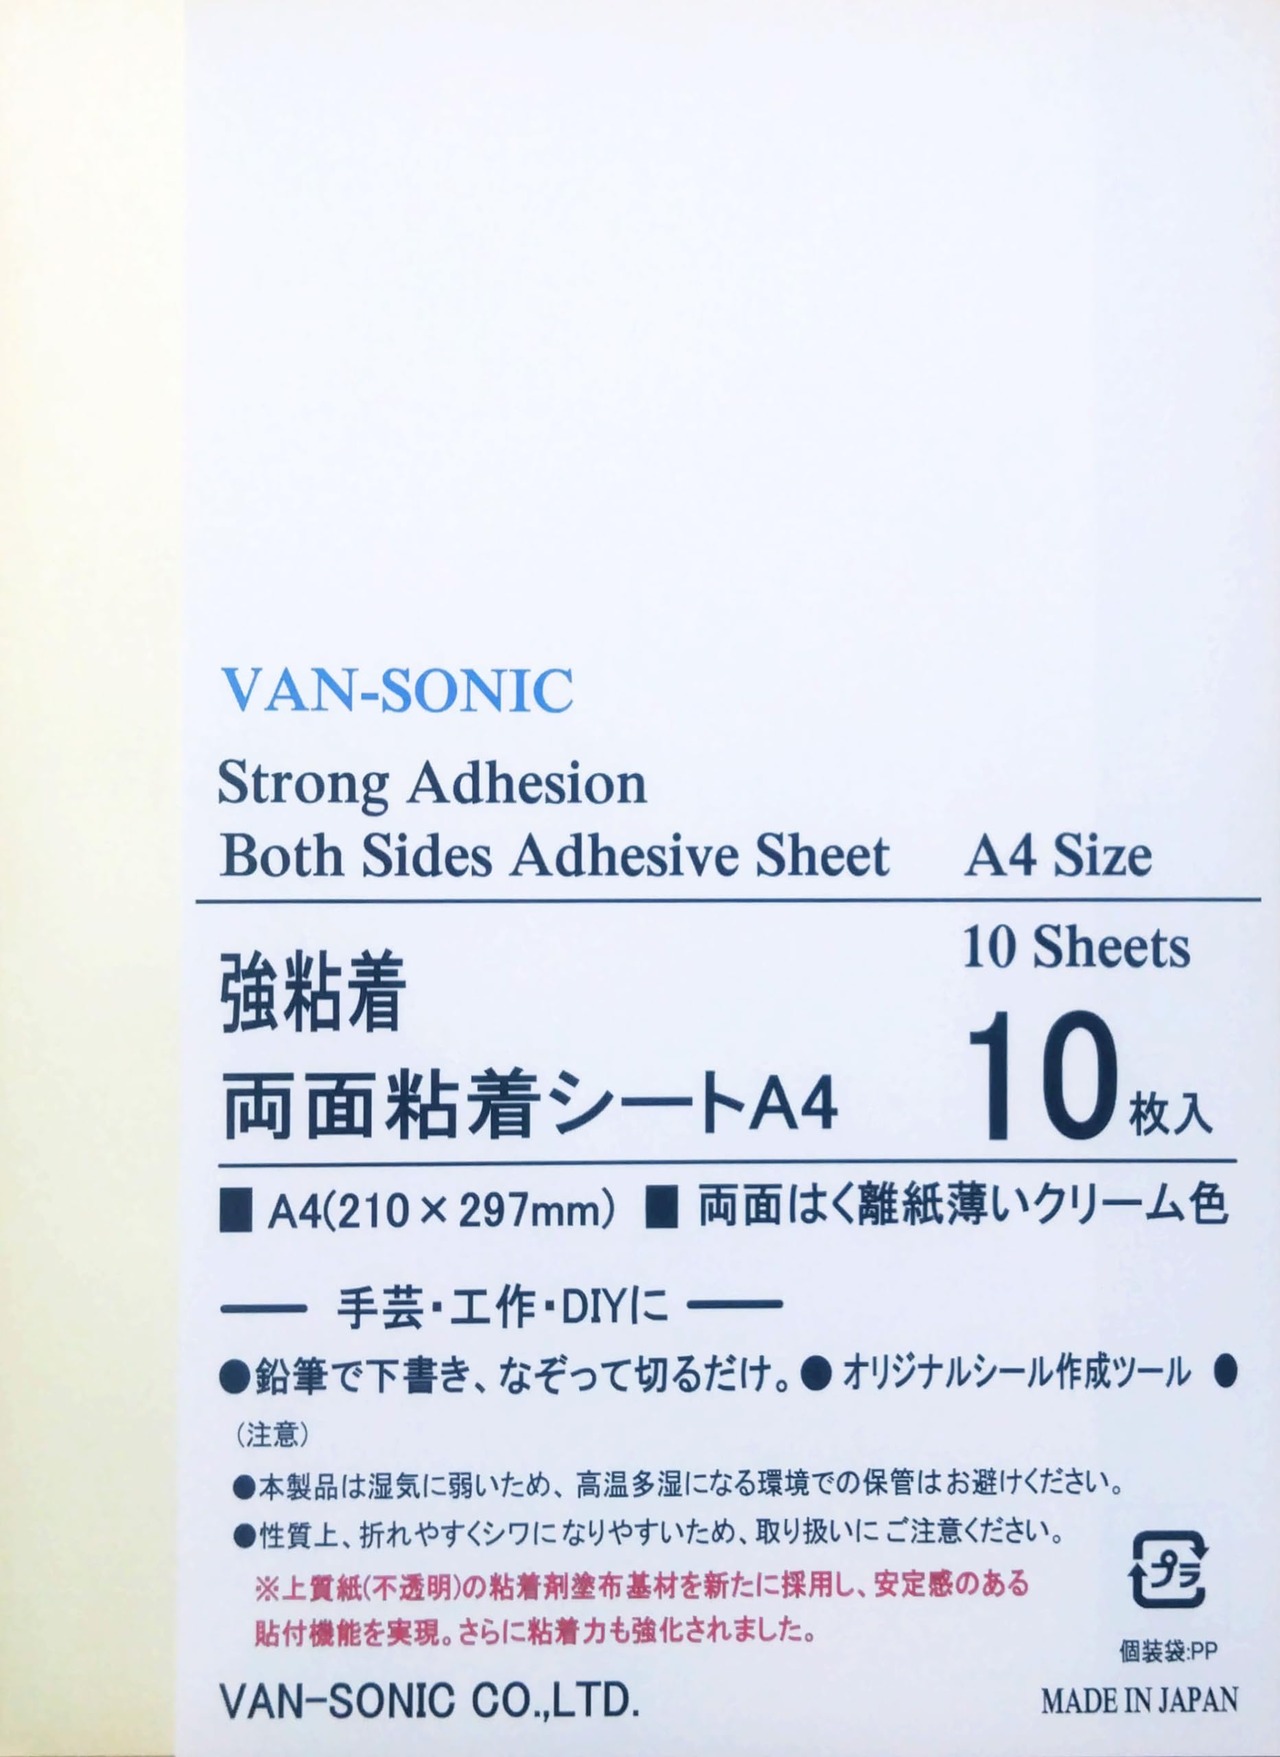 VAN-SONIC
Strong Adhesion
Both Sides Adhesive Sheet A4 Size
10 Sheets
強粘着
両面粘着シートA4
10枚入
■ A4(210×297mm) ■ 両面はく離紙薄いクリーム色
── 手芸・工作・DIYに ──
●鉛筆で下書き、なぞって切るだけ。● オリジナルシール作成ツール ●
(注意)
●本製品は湿気に弱いため、高温多湿になる環境での保管はお避けください。
●性質上、折れやすくシワになりやすいため、取り扱いにご注意ください。
※上質紙(不透明)の粘着剤塗布基材を新たに採用し、安定感のある
貼付機能を実現。さらに粘着力も強化されました。
プラ
個装袋:PP
VAN-SONIC CO.,LTD.
MADE IN JAPAN